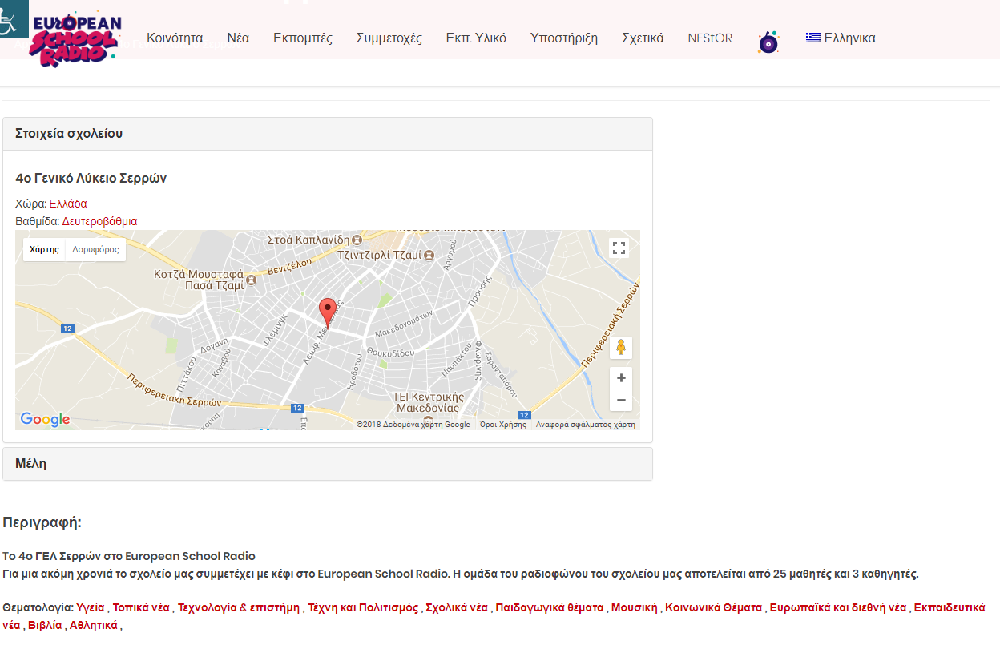 EUROPEAN
SCHOOL
RADIO
Κοινότητα Νέα Εκπομπές Συμμετοχές Εκπ. Υλικό Υποστήριξη Σχετικά NEStOR Ελληνικα
Στοιχεία σχολείου
4ο Γενικό Λύκειο Σερρών
Χώρα: Ελλάδα
Βαθμίδα: Δευτεροβάθμια
Χάρτης Δορυφόρος
Στοά Καπλανίδη
Τζιντζιρλί Τζαμί
Αργυρού
Βενιζέλου
Κοτζά Μουσταφά
Πασά Τζαμί
Προύσης
Περιφερειακή Σερρών
Φλέμινγκ
Λεωφ.
Μακεδονομάχων
12
Δογάνη
Καναβού
Πιττάκου
Θουκυδίδου
Ηροδότου
Ναυπάκτου
Φλωρίνης
Σαρανταπόρου
Περιφερειακή Σερρών
ΤΕΙ Κεντρικής
Μακεδονίας
12
12
+
−
Google
©2018 Δεδομένα χάρτη Google Όροι Χρήσης Αναφορά σφάλματος χάρτη
Μέλη
Περιγραφή:
Το 4ο ΓΕΛ Σερρών στο European School Radio
Για μια ακόμη χρονιά το σχολείο μας συμμετέχει με κέφι στο European School Radio. Η ομάδα του ραδιοφώνου του σχολείου μας αποτελείται από 25 μαθητές και 3 καθηγητές.
Θεματολογία: Υγεία , Τοπικά νέα , Τεχνολογία & επιστήμη , Τέχνη και Πολιτισμός , Σχολικά νέα , Παιδαγωγικά θέματα , Μουσική , Κοινωνικά Θέματα , Ευρωπαϊκά και διεθνή νέα , Εκπαιδευτικά
νέα , Βιβλία , Αθλητικά ,